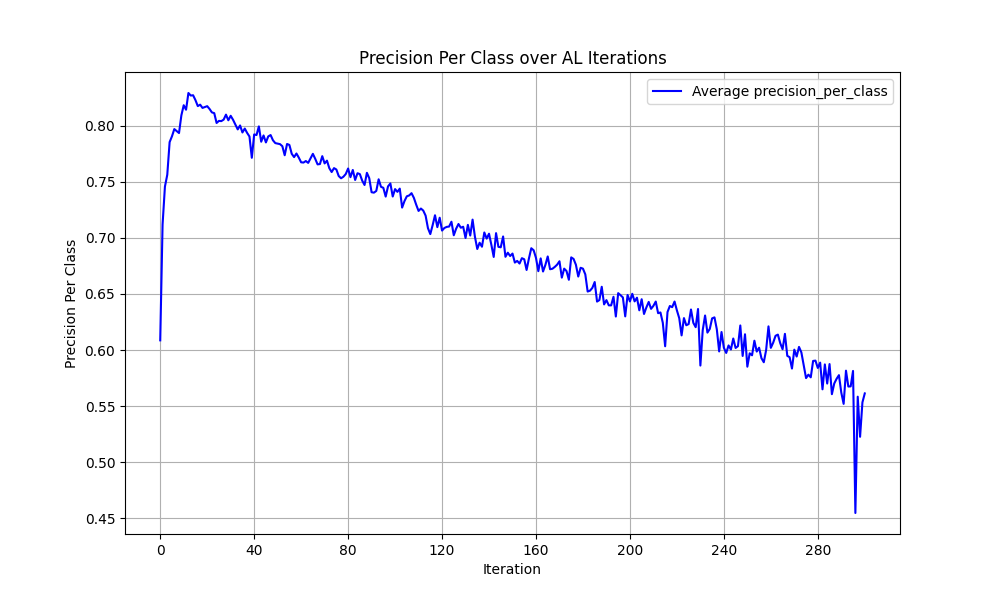 Precision Per Class over AL Iterations
Average precision_per_class
Precision Per Class
0.80
0.75
0.70
0.65
0.60
0.55
0.50
0.45
0 40 80 120 160 200 240 280
Iteration